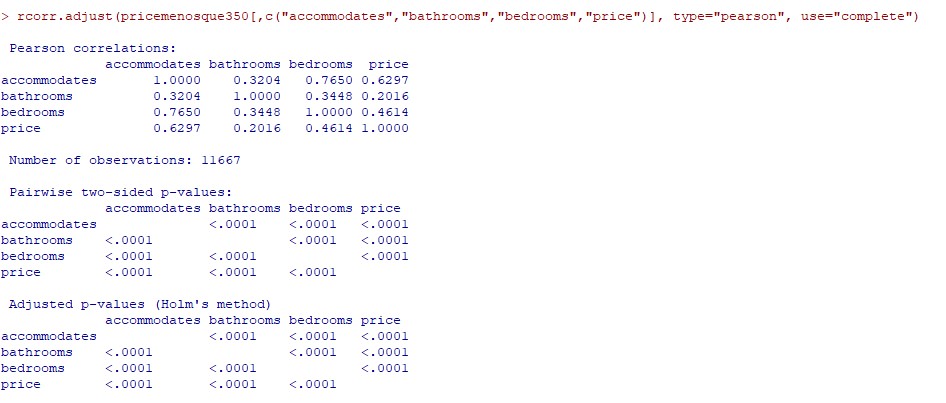 > rcorr.adjust(pricemenosque350[,c("accommodates","bathrooms","bedrooms","price")], type="pearson", use="complete")
Pearson correlations:
accommodates bathrooms bedrooms price
accommodates 1.0000 0.3204 0.7650 0.6297
bathrooms 0.3204 1.0000 0.3448 0.2016
bedrooms 0.7650 0.3448 1.0000 0.4614
price 0.6297 0.2016 0.4614 1.0000
Number of observations: 11667
Pairwise two-sided p-values:
accommodates bathrooms bedrooms price
accommodates <.0001 <.0001 <.0001
bathrooms <.0001 <.0001 <.0001
bedrooms <.0001 <.0001 <.0001
price <.0001 <.0001 <.0001
Adjusted p-values (Holm's method)
accommodates bathrooms bedrooms price
accommodates <.0001 <.0001 <.0001
bathrooms <.0001 <.0001 <.0001
bedrooms <.0001 <.0001 <.0001
price <.0001 <.0001 <.0001